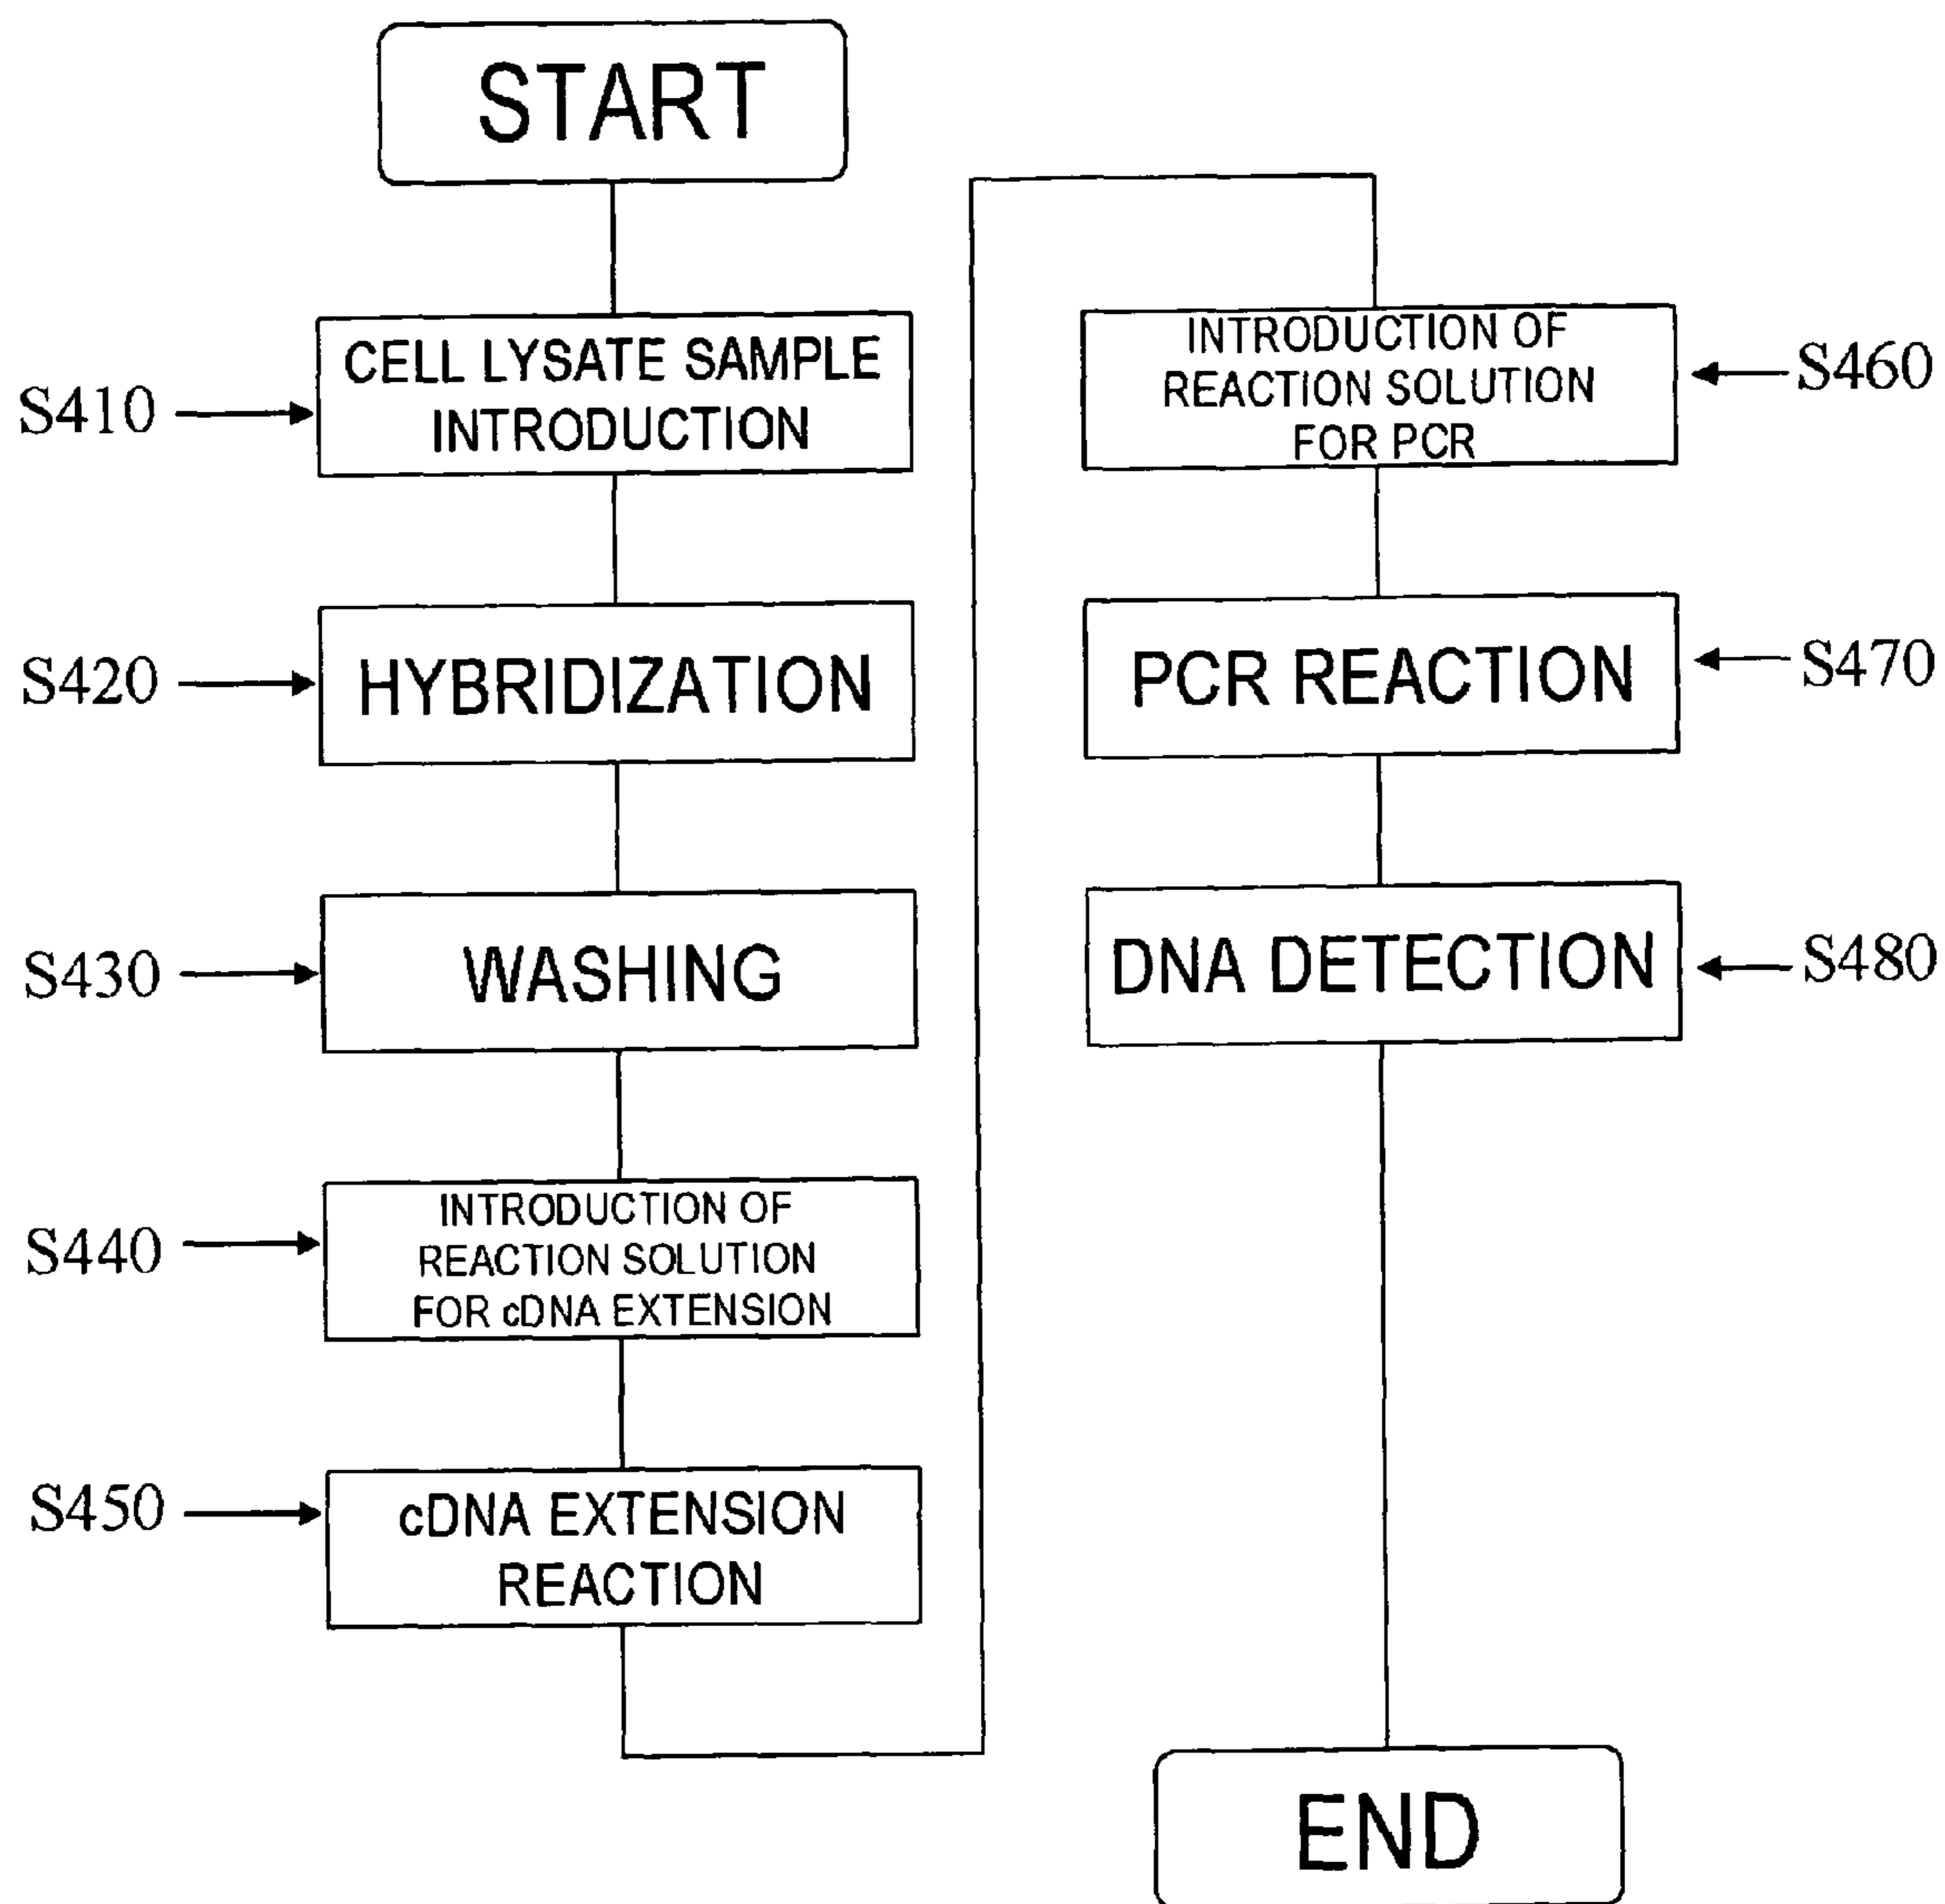 START
S410
CELL LYSATE SAMPLE
INTRODUCTION
S420
HYBRIDIZATION
S430
WASHING
S440
INTRODUCTION OF
REACTION SOLUTION
FOR cDNA EXTENSION
S450
cDNA EXTENSION
REACTION
INTRODUCTION OF
REACTION SOLUTION
FOR PCR
S460
PCR REACTION
S470
DNA DETECTION
S480
END